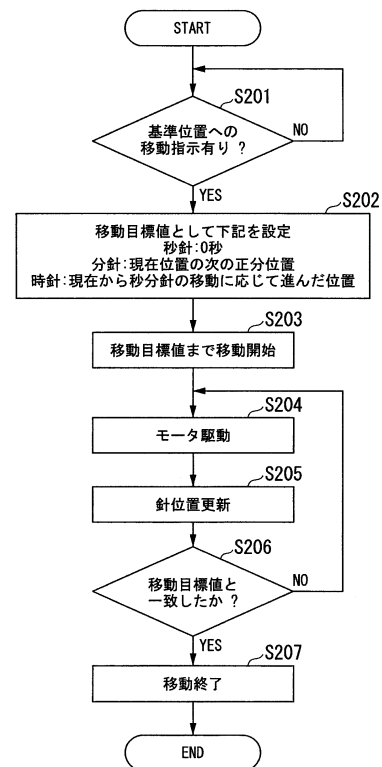 START
S201
基準位置への
移動指示有り ?
NO
YES
S202
移動目標値として下記を設定
秒針:0秒
分針:現在位置の次の正分位置
時針:現在から秒分針の移動に応じて進んだ位置
S203
移動目標値まで移動開始
S204
モータ駆動
S205
針位置更新
S206
移動目標値と
一致したか ?
NO
YES
S207
移動終了
END